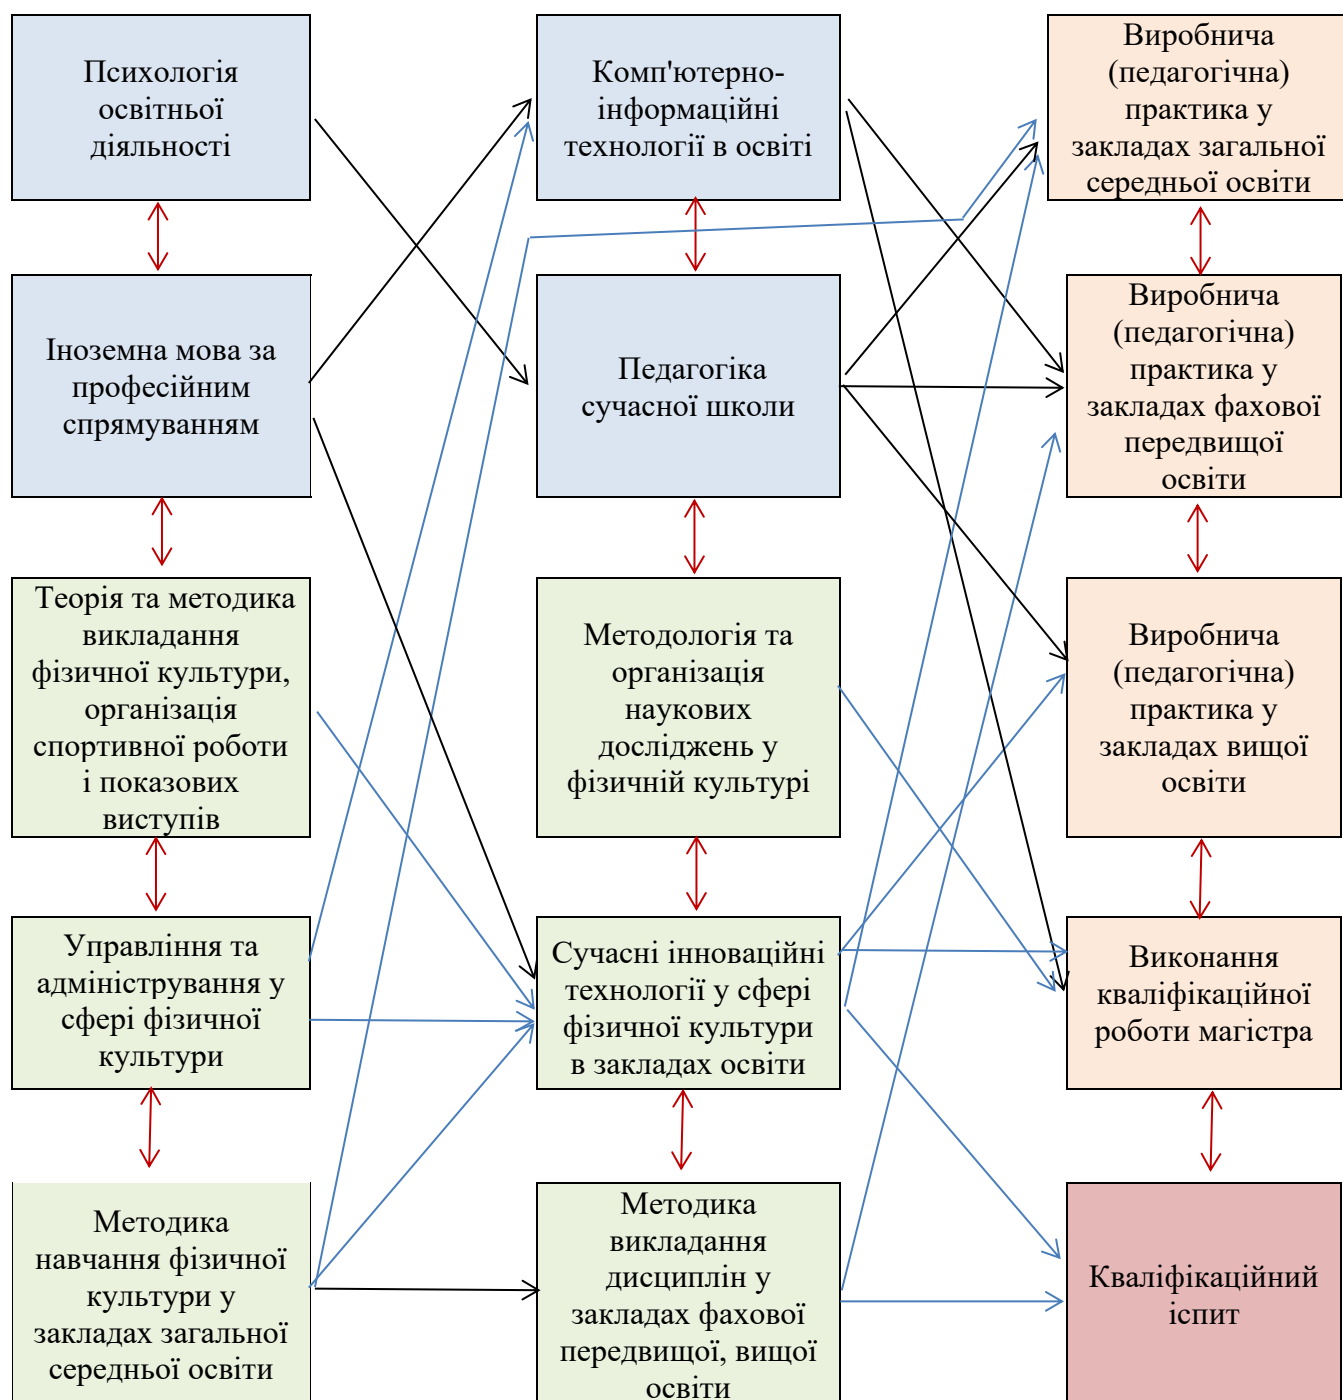 Психологія
освітньої
діяльності
Комп'ютерно-
інформаційні
технології в освіті
Виробнича
(педагогічна)
практика у
закладах загальної
середньої освіти
Іноземна мова за
професійним
спрямуванням
Педагогіка
сучасної школи
Виробнича
(педагогічна)
практика у
закладах фахової
передвищої
освіти
Теорія та методика
викладання
фізичної культури,
організація
спортивної роботи
і показових
виступів
Методологія та
організація
наукових
досліджень у
фізичній культурі
Виробнича
(педагогічна)
практика у
закладах вищої
освіти
Управління та
адміністрування у
сфері фізичної
культури
Сучасні інноваційні
технології у сфері
фізичної культури
в закладах освіти
Виконання
кваліфікаційної
роботи магістра
Методика
навчання фізичної
культури у
закладах загальної
середньої освіти
Методика
викладання
дисциплін у
закладах фахової
передвищої, вищої
освіти
Кваліфікаційний
іспит